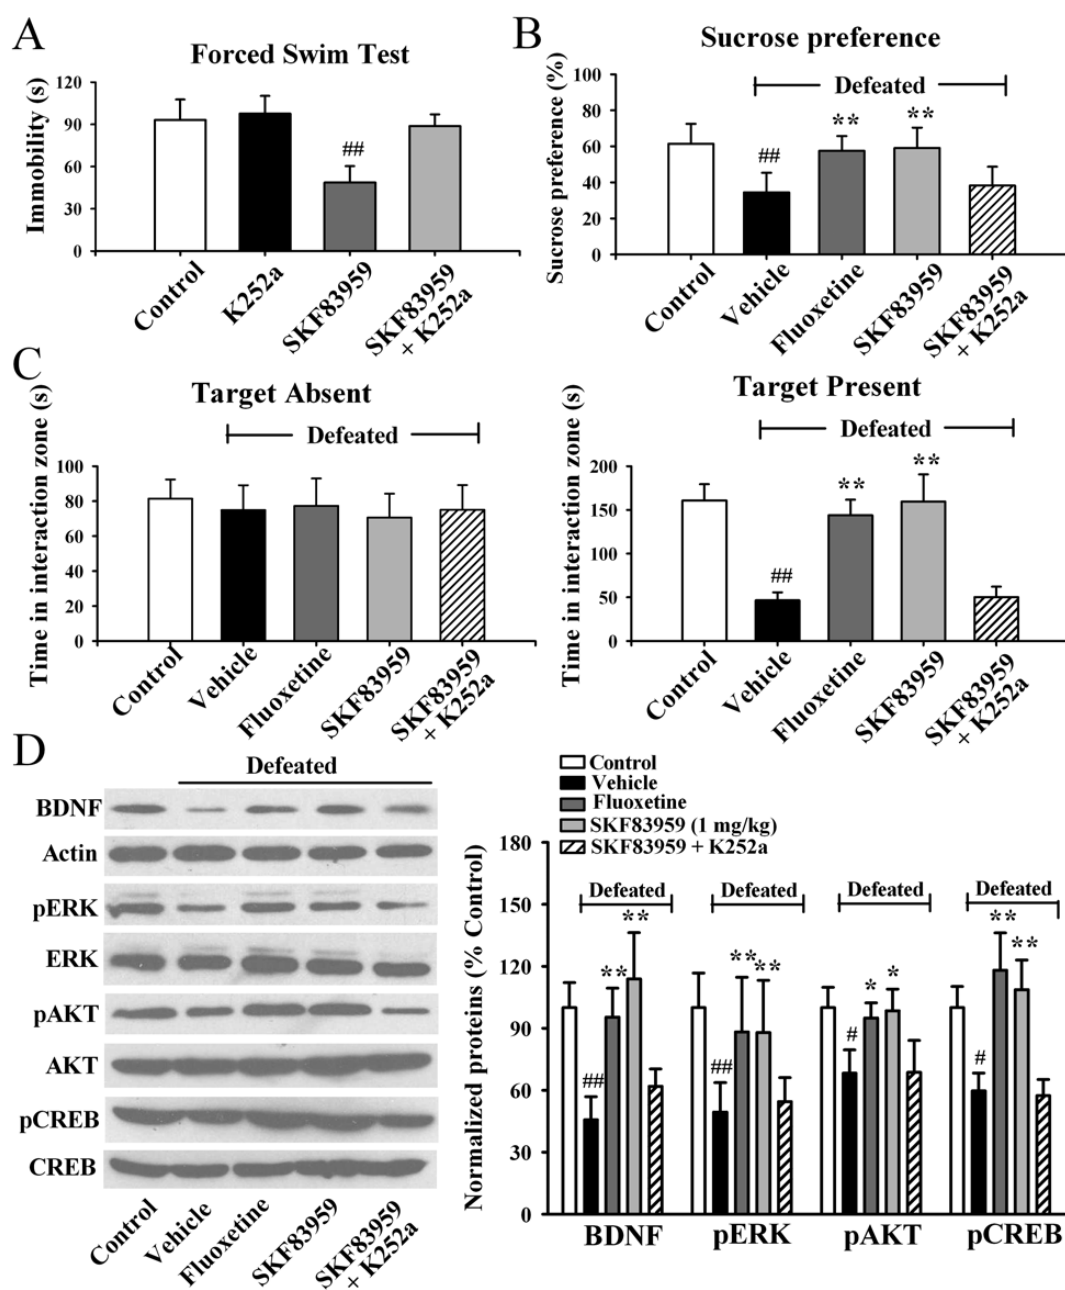 A
Forced Swim Test
Immobility (s)
120
90
60
30
0
##
Control
K252a
SKF83959
SKF83959
+ K252a
B
Sucrose preference
Sucrose preference (%)
Defeated
100
80
60
40
20
0
##
**
**
Control
Vehicle
Fluoxetine
SKF83959
SKF83959
+ K252a
C
Target Absent
Time in interaction zone (s)
Defeated
100
80
60
40
20
0
Control
Vehicle
Fluoxetine
SKF83959
SKF83959
+ K252a
Target Present
Time in interaction zone (s)
Defeated
200
150
100
50
0
##
**
**
Control
Vehicle
Fluoxetine
SKF83959
SKF83959
+ K252a
D
Defeated
BDNF
Actin
pERK
ERK
pAKT
AKT
pCREB
CREB
Control
Vehicle
Fluoxetine
SKF83959
SKF83959
+ K252a
Control
Vehicle
Fluoxetine
SKF83959 (1 mg/kg)
SKF83959 + K252a
Normalized proteins (% Control)
180
150
120
90
60
30
0
Defeated
Defeated
Defeated
Defeated
##
**
**
##
**
**
#
*
*
#
**
**
BDNF
pERK
pAKT
pCREB